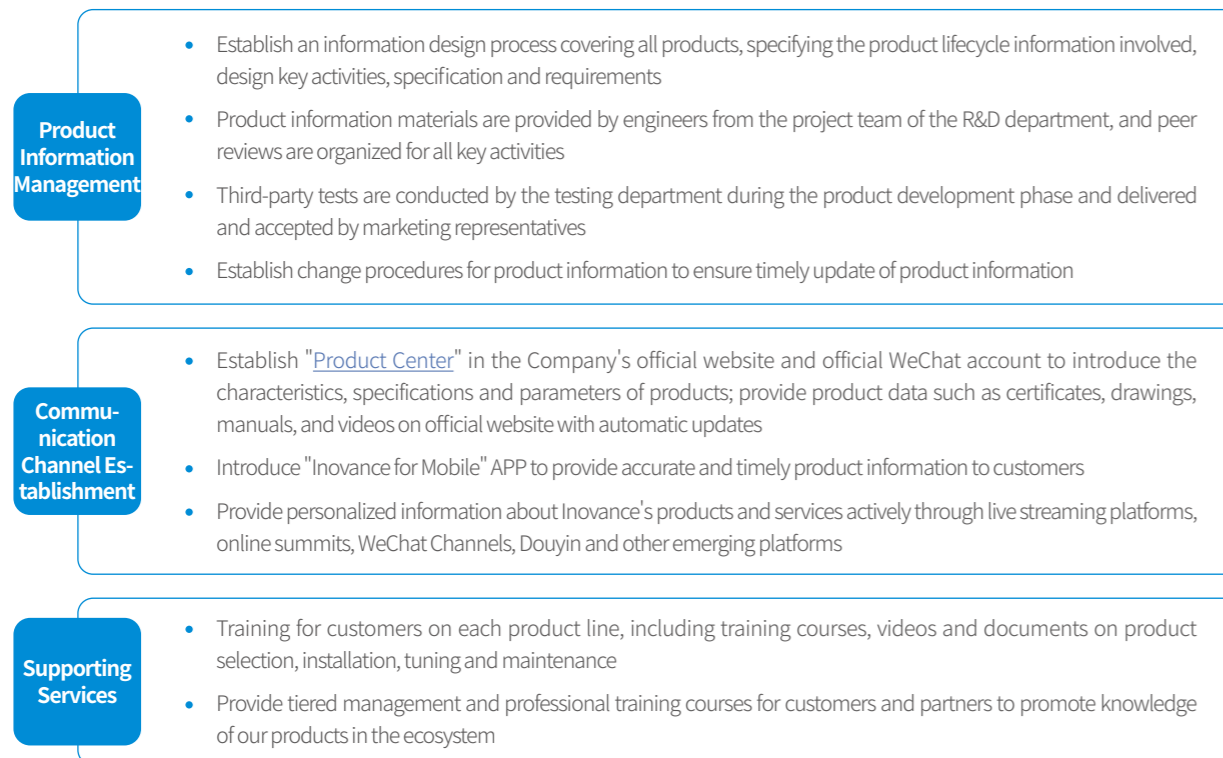 Product
Information
Management
• Establish an information design process covering all products, specifying the product lifecycle information involved,
design key activities, specification and requirements
• Product information materials are provided by engineers from the project team of the R&D department, and peer
reviews are organized for all key activities
• Third-party tests are conducted by the testing department during the product development phase and delivered
and accepted by marketing representatives
• Establish change procedures for product information to ensure timely update of product information
Commu-
nication
Channel Es-
tablishment
• Establish "Product Center" in the Company's official website and official WeChat account to introduce the
characteristics, specifications and parameters of products; provide product data such as certificates, drawings,
manuals, and videos on official website with automatic updates
• Introduce "Inovance for Mobile" APP to provide accurate and timely product information to customers
• Provide personalized information about Inovance's products and services actively through live streaming platforms,
online summits, WeChat Channels, Douyin and other emerging platforms
Supporting
Services
• Training for customers on each product line, including training courses, videos and documents on product
selection, installation, tuning and maintenance
• Provide tiered management and professional training courses for customers and partners to promote knowledge
of our products in the ecosystem